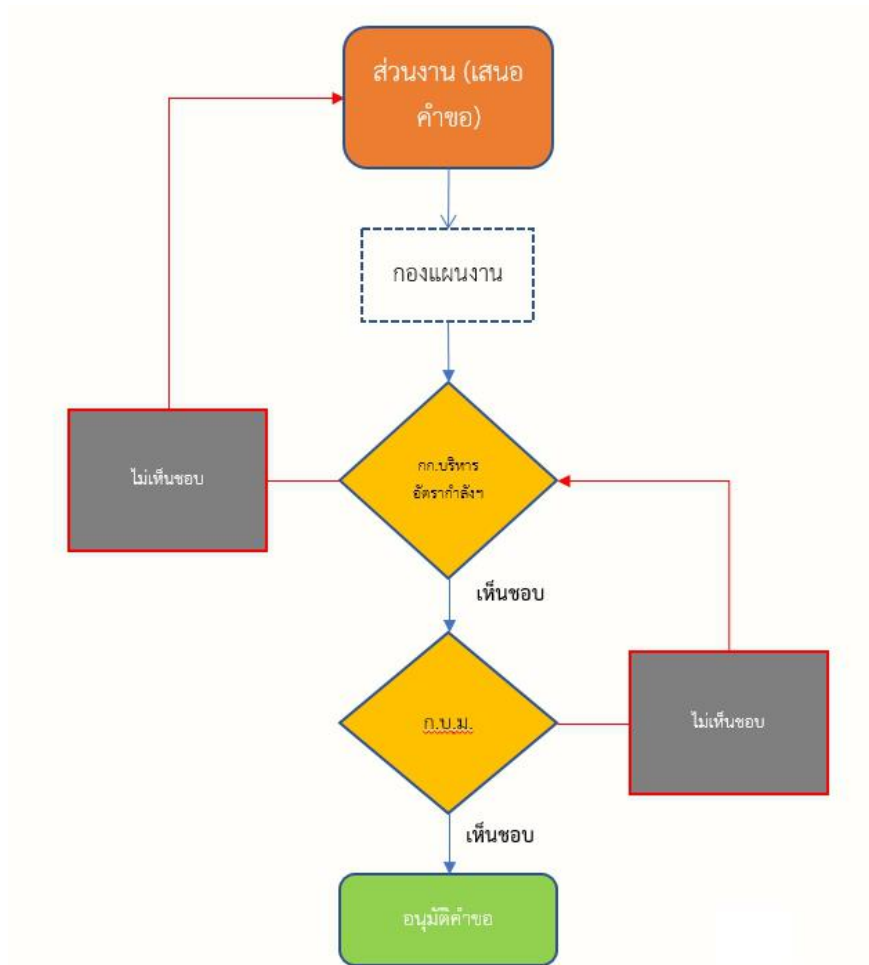 ส่วนงาน (เสนอ
คำขอ)
กองแผนงาน
ไม่เห็นชอบ
กก.บริหาร
อัตรากำลังฯ
เห็นชอบ
ก.บ.ม.
ไม่เห็นชอบ
เห็นชอบ
อนุมัติคำขอ